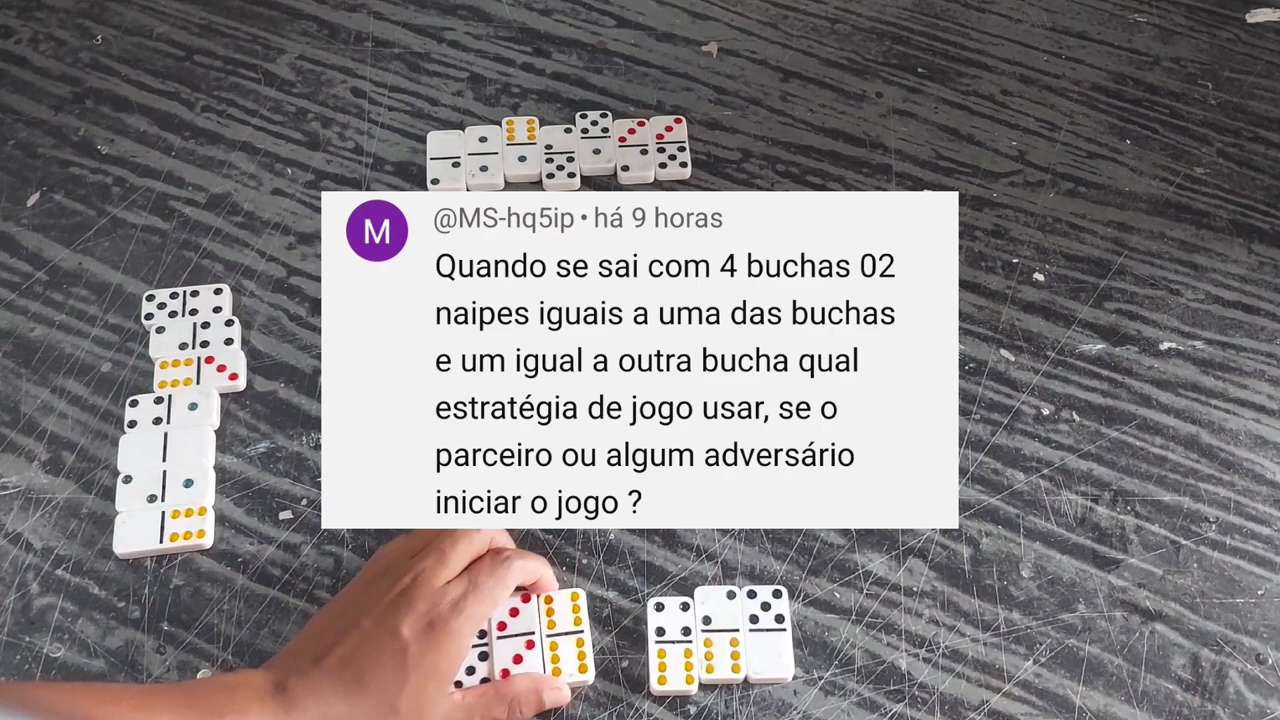 M
@MS-hq5ip • há 9 horas
Quando se sai com 4 buchas 02
naipes iguais a uma das buchas
e um igual a outra bucha qual
estratégia de jogo usar, se o
parceiro ou algum adversário
iniciar o jogo ?